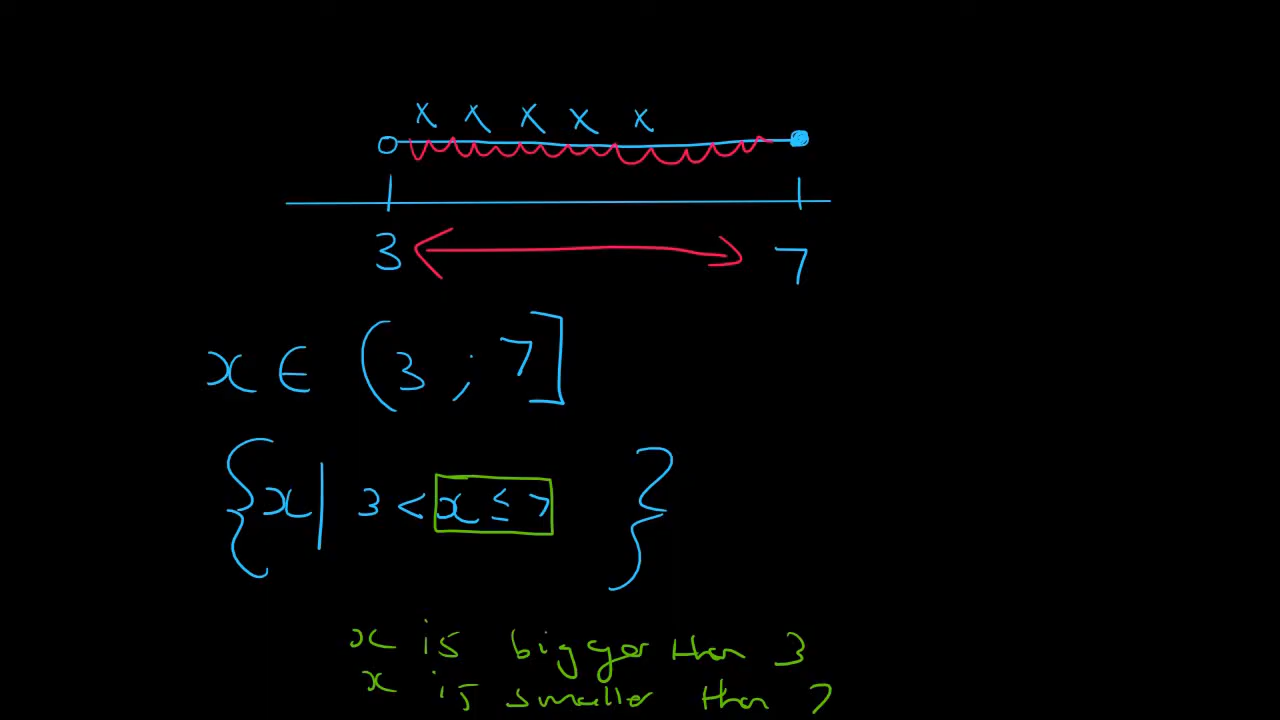 x x x x x
3 7
x ∈ (3 ; 7]
{x | 3 < x ≤ 7 }
x is bigger than 3
x is smaller than 7